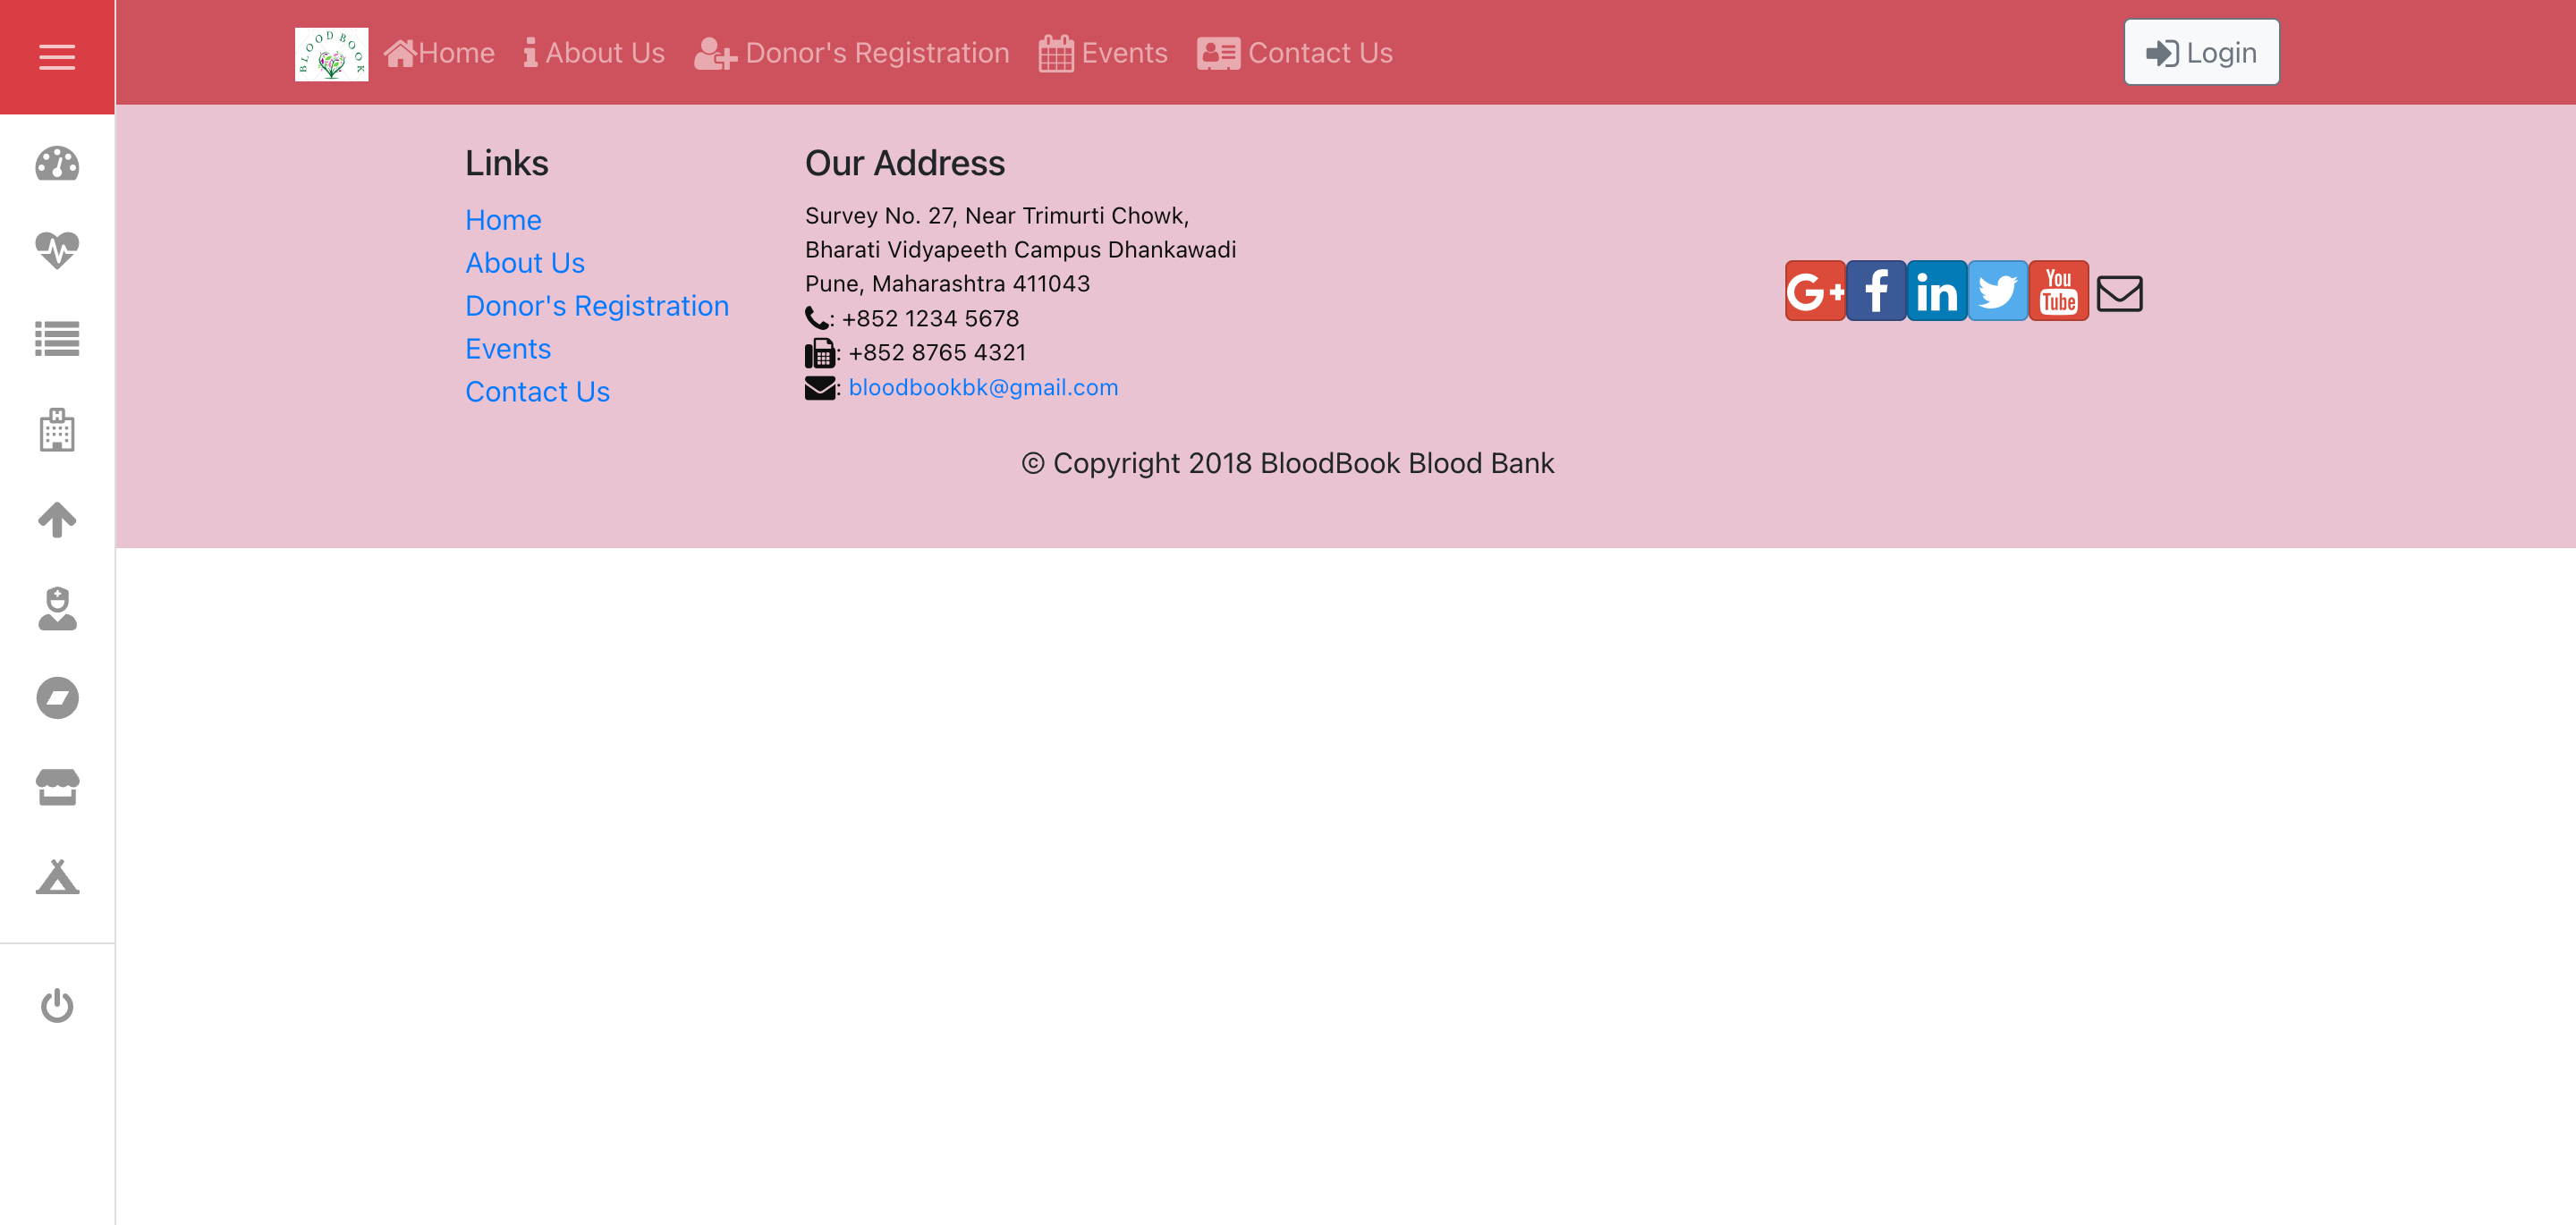 BLOOD BOOK
Home
About Us
Donor's Registration
Events
Contact Us
Login
Links
Home
About Us
Donor's Registration
Events
Contact Us
Our Address
Survey No. 27, Near Trimurti Chowk,
Bharati Vidyapeeth Campus Dhankawadi
Pune, Maharashtra 411043
: +852 1234 5678
: +852 8765 4321
: bloodbookbk@gmail.com
G+
f
in
You
Tube
© Copyright 2018 BloodBook Blood Bank